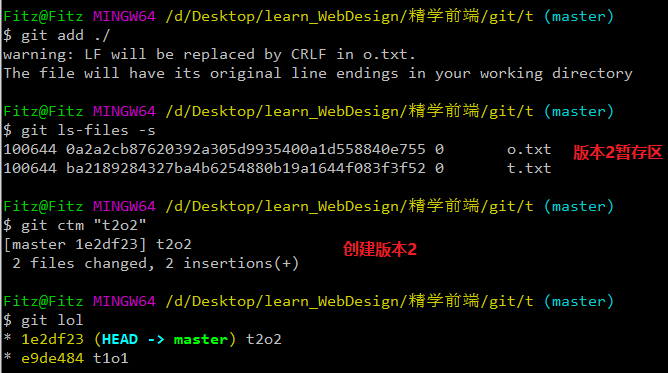 Fitz@Fitz MINGW64 /d/Desktop/learn_WebDesign/精学前端/git/t (master)
$ git add ./
warning: LF will be replaced by CRLF in o.txt.
The file will have its original line endings in your working directory
Fitz@Fitz MINGW64 /d/Desktop/learn_WebDesign/精学前端/git/t (master)
$ git ls-files -s
100644 0a2a2cb87620392a305d9935400a1d558840e755 0 o.txt
版本2暂存区
100644 ba2189284327ba4b6254880b19a1644f083f3f52 0 t.txt
Fitz@Fitz MINGW64 /d/Desktop/learn_WebDesign/精学前端/git/t (master)
$ git ctm "t2o2"
[master 1e2df23] t2o2
创建版本2
2 files changed, 2 insertions(+)
Fitz@Fitz MINGW64 /d/Desktop/learn_WebDesign/精学前端/git/t (master)
$ git lol
* 1e2df23 (HEAD -> master) t2o2
* e9de484 t1o1